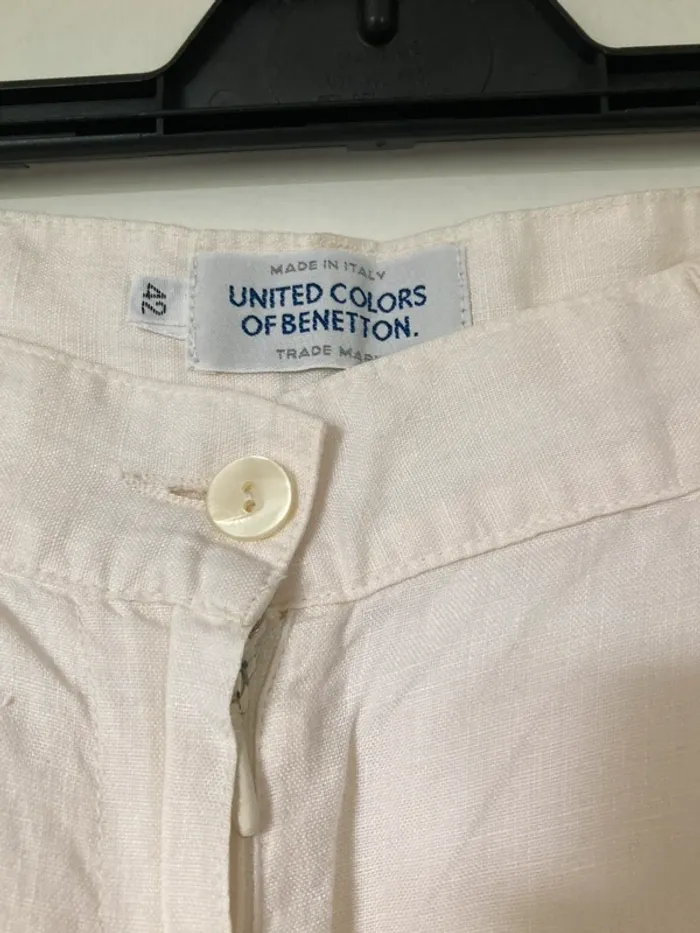 MADE IN ITALY
42
UNITED COLORS
OF BENETTON.
TRADE MARK